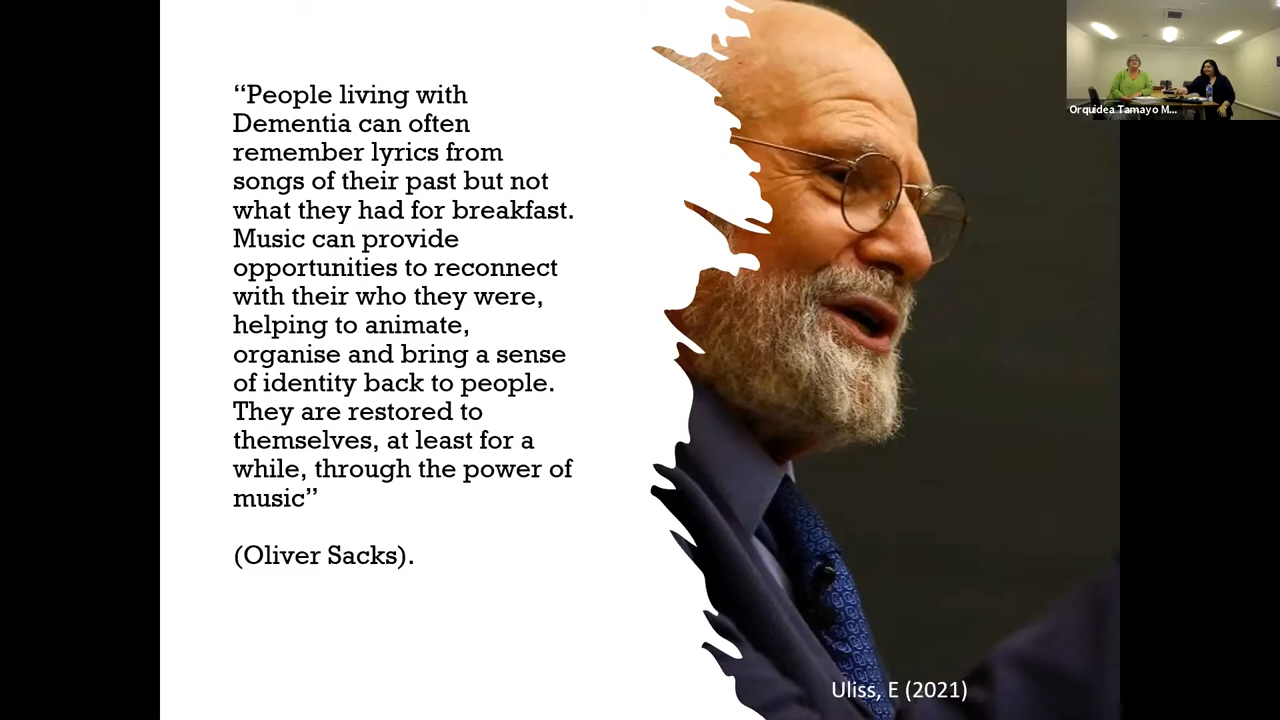 “People living with
Dementia can often
remember lyrics from
songs of their past but not
what they had for breakfast.
Music can provide
opportunities to reconnect
with their who they were,
helping to animate,
organise and bring a sense
of identity back to people.
They are restored to
themselves, at least for a
while, through the power of
music”
(Oliver Sacks).
Uliss, E (2021)
Orquidea Tamayo M...